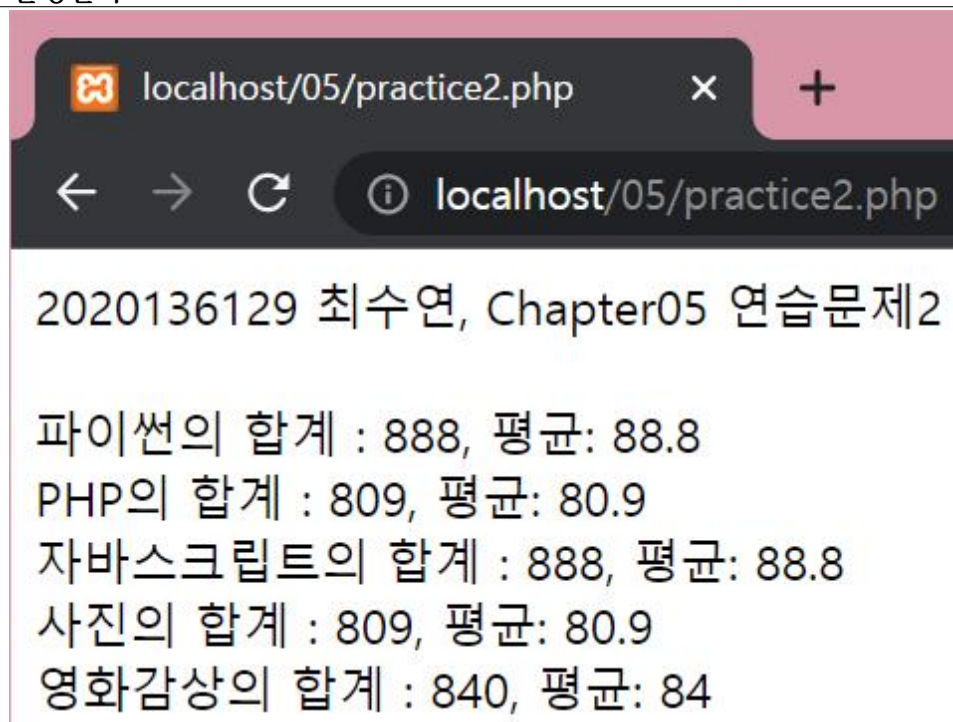 localhost/05/practice2.php
localhost/05/practice2.php
2020136129 최수연, Chapter05 연습문제2
파이썬의 합계 : 888, 평균: 88.8
PHP의 합계 : 809, 평균: 80.9
자바스크립트의 합계 : 888, 평균: 88.8
사진의 합계 : 809, 평균: 80.9
영화감상의 합계 : 840, 평균: 84